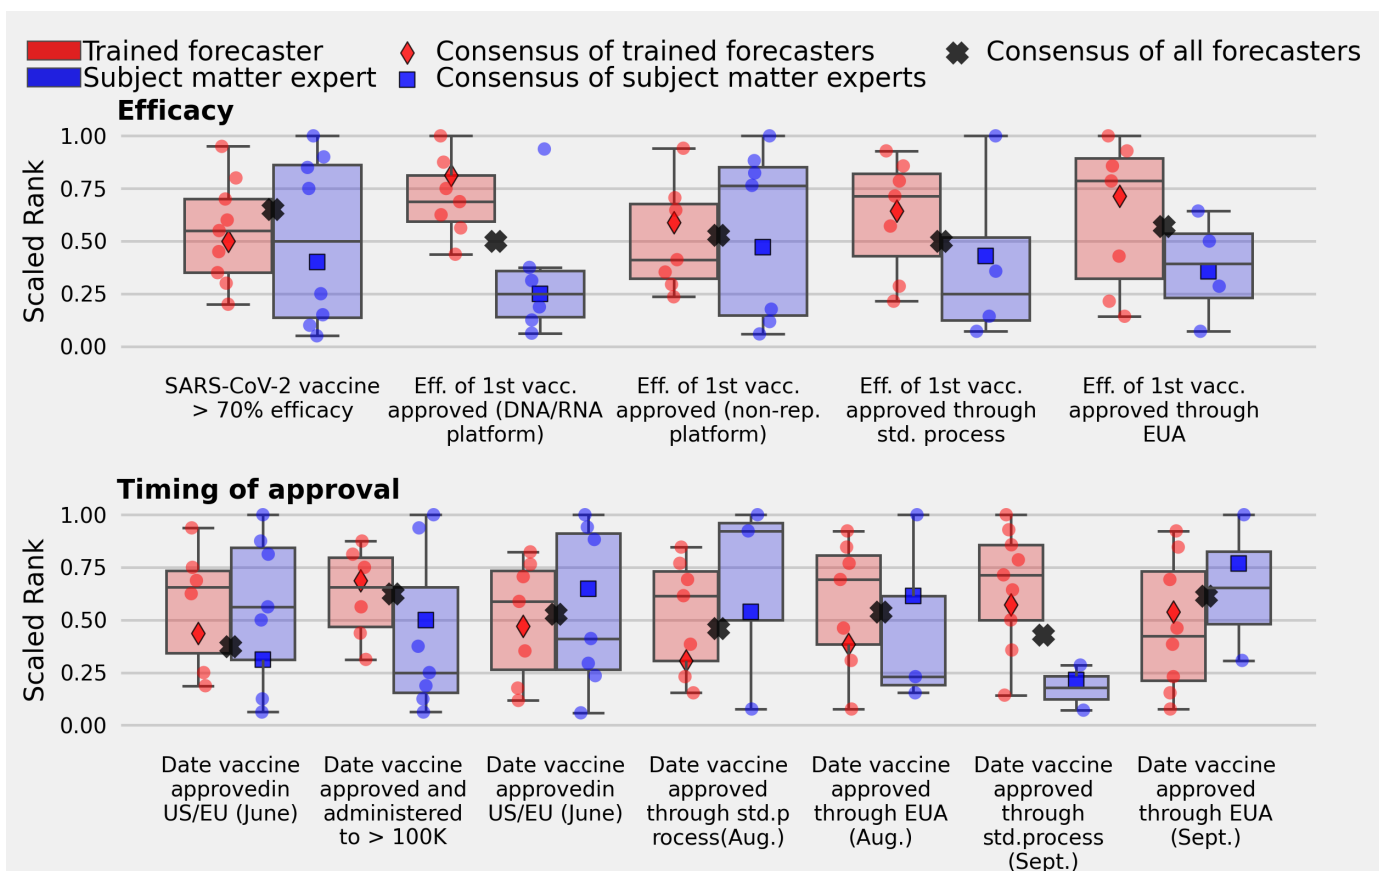 Trained forecaster
Consensus of trained forecasters
Consensus of all forecasters
Subject matter expert
Consensus of subject matter experts
Efficacy
Scaled Rank
1.00
0.75
0.50
0.25
0.00
SARS-CoV-2 vaccine
> 70% efficacy
Eff. of 1st vacc.
approved (DNA/RNA
platform)
Eff. of 1st vacc.
approved (non-rep.
platform)
Eff. of 1st vacc.
approved through
std. process
Eff. of 1st vacc.
approved through
EUA
Timing of approval
Scaled Rank
1.00
0.75
0.50
0.25
0.00
Date vaccine
approvedin
US/EU (June)
Date vaccine
approved and
administered
to > 100K
Date vaccine
approvedin
US/EU (June)
Date vaccine
approved
through std.p
rocess(Aug.)
Date vaccine
approved
through EUA
(Aug.)
Date vaccine
approved
through
std.process
(Sept.)
Date vaccine
approved
through EUA
(Sept.)